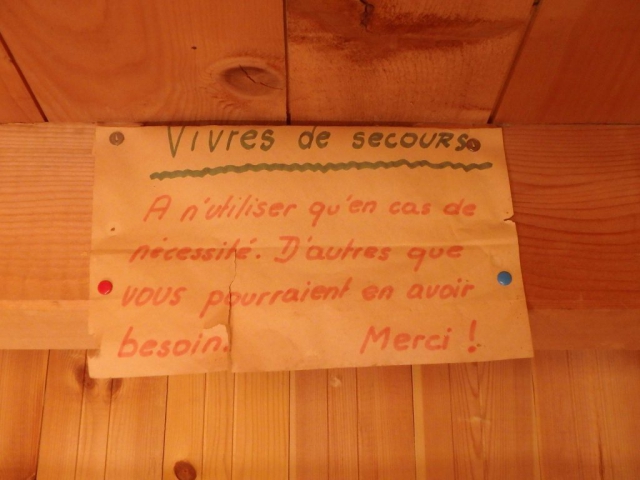 Vivres de secours
A n'utiliser qu'en cas de
nécessité. D'autres que
vous pourraient en avoir
besoin. Merci !